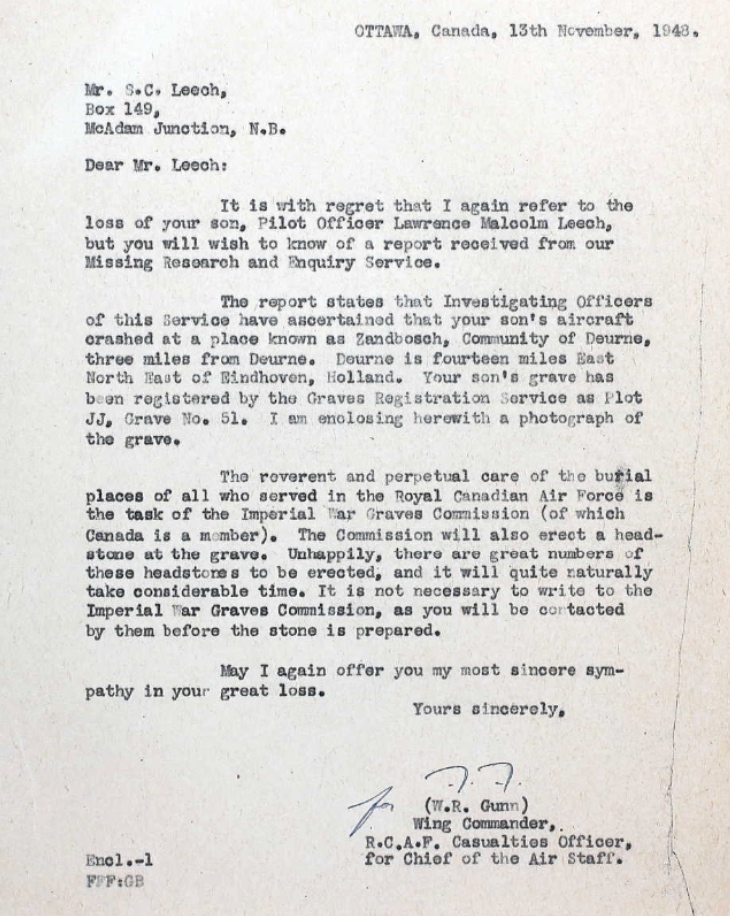 OTTAWA, Canada, 13th November, 1948.
Mr. S.C. Leech,
Box 149,
McAdam Junction, N.B.
Dear Mr. Leech:
It is with regret that I again refer to the
loss of your son, Pilot Officer Lawrence Malcolm Leech,
but you will wish to know of a report received from our
Missing Research and Enquiry Service.
The report states that Investigating Officers
of this Service have ascertained that your son's aircraft
crashed at a place known as Zandbosch, Community of Deurne,
three miles from Deurne. Deurne is fourteen miles East
North East of Eindhoven, Holland. Your son's grave has
been registered by the Graves Registration Service as Plot
JJ, Grave No. 51. I am enclosing herewith a photograph of
the grave.
The reverent and perpetual care of the burial
places of all who served in the Royal Canadian Air Force is
the task of the Imperial War Graves Commission (of which
Canada is a member). The Commission will also erect a head-
stone at the grave. Unhappily, there are great numbers of
these headstones to be erected, and it will quite naturally
take considerable time. It is not necessary to write to the
Imperial War Graves Commission, as you will be contacted
by them before the stone is prepared.
May I again offer you my most sincere sym-
pathy in your great loss.
Yours sincerely,
for (W.R. Gunn)
Wing Commander,
R.C.A.F. Casualties Officer,
for Chief of the Air Staff.
Encl.-1
FFF:GB